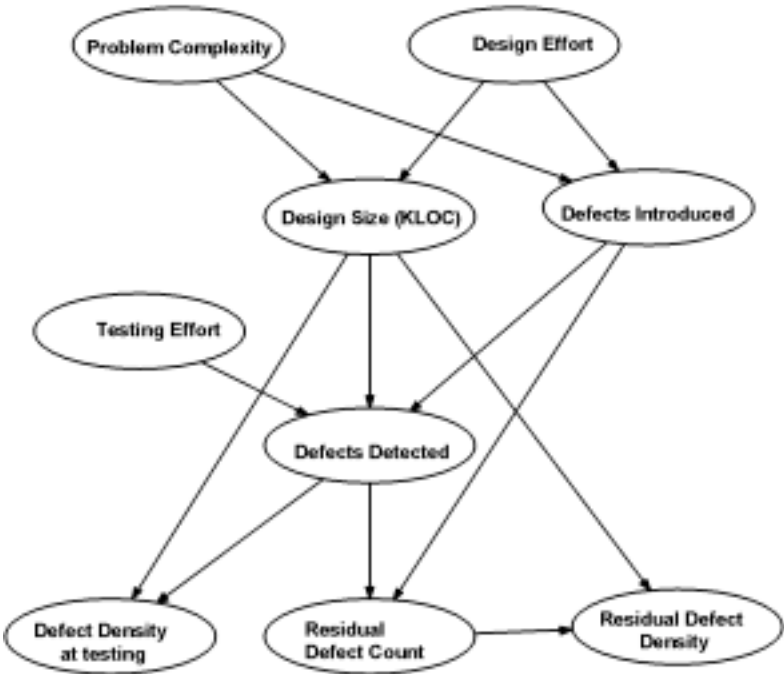 Problem Complexity
Design Effort
Design Size (KLOC)
Defects Introduced
Testing Effort
Defects Detected
Defect Density
at testing
Residual
Defect Count
Residual Defect
Density